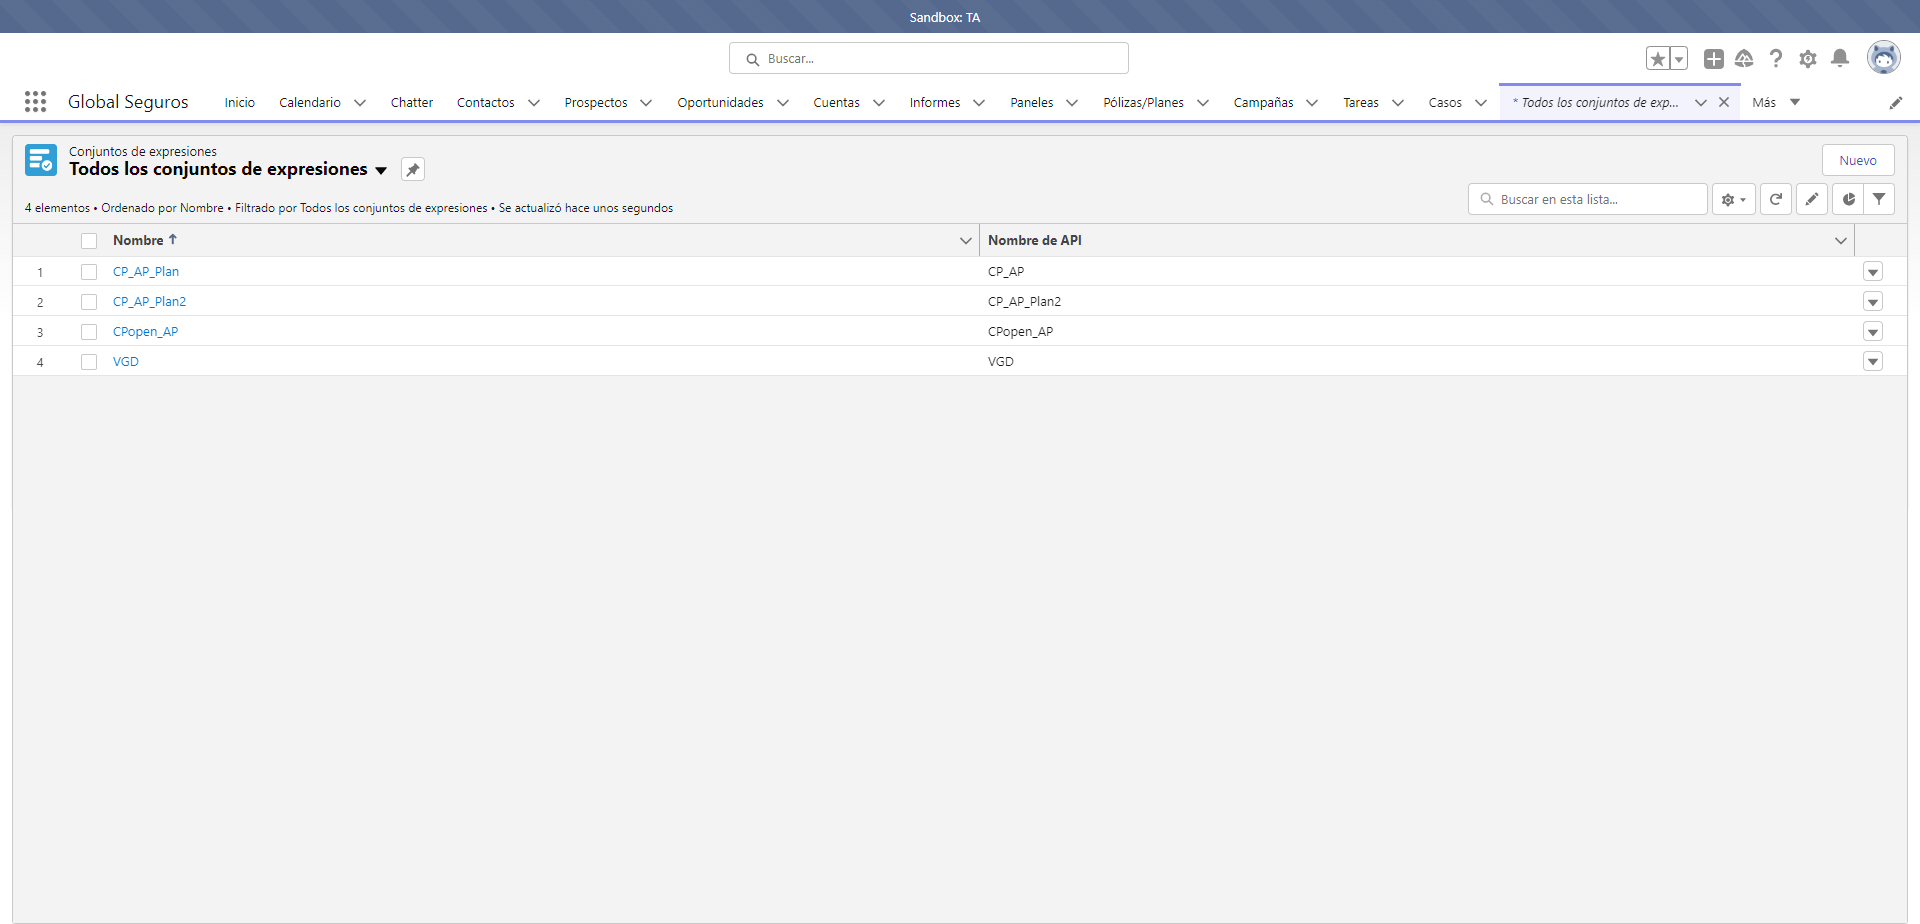 Sandbox: TA
Buscar...
Global Seguros Inicio Calendario Chatter Contactos Prospectos Oportunidades Cuentas Informes Paneles Pólizas/Planes Campañas Tareas Casos * Todos los conjuntos de exp... Más
Conjuntos de expresiones
Todos los conjuntos de expresiones
Nuevo
4 elementos • Ordenado por Nombre • Filtrado por Todos los conjuntos de expresiones • Se actualizó hace unos segundos
Buscar en esta lista...
Nombre Nombre de API
1 CP_AP_Plan CP_AP
2 CP_AP_Plan2 CP_AP_Plan2
3 CPopen_AP CPopen_AP
4 VGD VGD